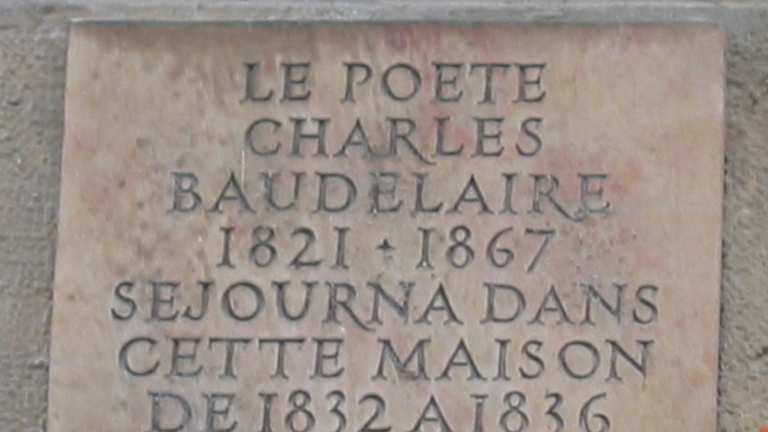 LE POETE
CHARLES
BAUDELAIRE
1821 + 1867
SEJOURNA DANS
CETTE MAISON
DE 1832 A 1836